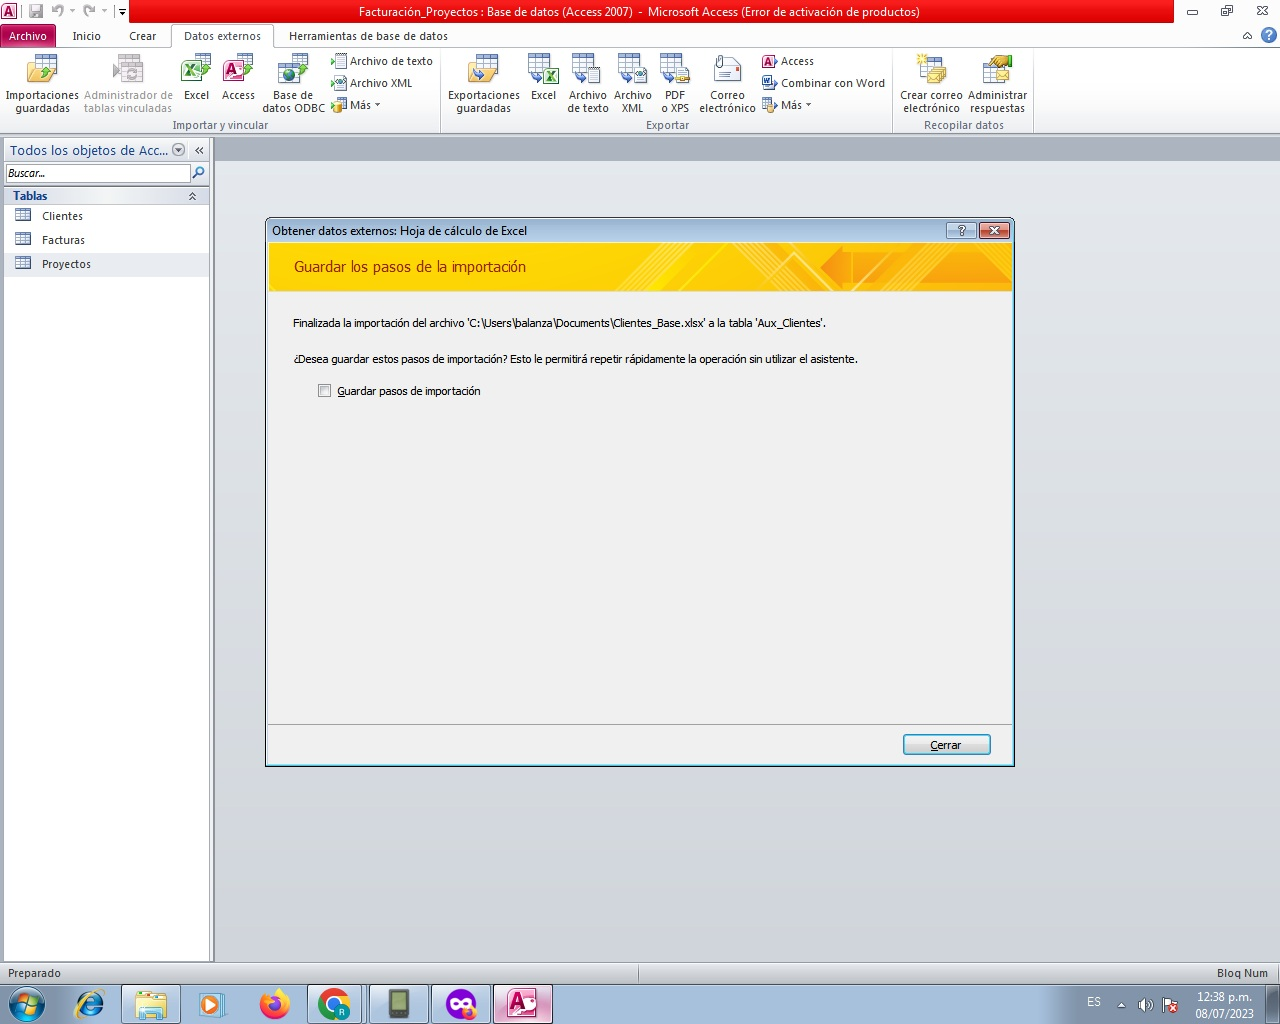 Facturación_Proyectos : Base de datos (Access 2007)  -  Microsoft Access (Error de activación de productos)
Archivo
Inicio
Crear
Datos externos
Herramientas de base de datos
Importaciones guardadas
Administrador de tablas vinculadas
Excel
Access
Base de datos ODBC
Archivo de texto
Archivo XML
Más
Importar y vincular
Exportaciones guardadas
Excel
Archivo de texto
Archivo XML
PDF o XPS
Correo electrónico
Access
Combinar con Word
Más
Exportar
Crear correo electrónico
Administrar respuestas
Recopilar datos
Todos los objetos de Acc...
Buscar...
Tablas
Clientes
Facturas
Proyectos
Obtener datos externos: Hoja de cálculo de Excel
Guardar los pasos de la importación
Finalizada la importación del archivo 'C:\Users\balanza\Documents\Clientes_Base.xlsx' a la tabla 'Aux_Clientes'.
¿Desea guardar estos pasos de importación? Esto le permitirá repetir rápidamente la operación sin utilizar el asistente.
Guardar pasos de importación
Cerrar
Preparado
Bloq Num
ES
12:38 p.m.
08/07/2023